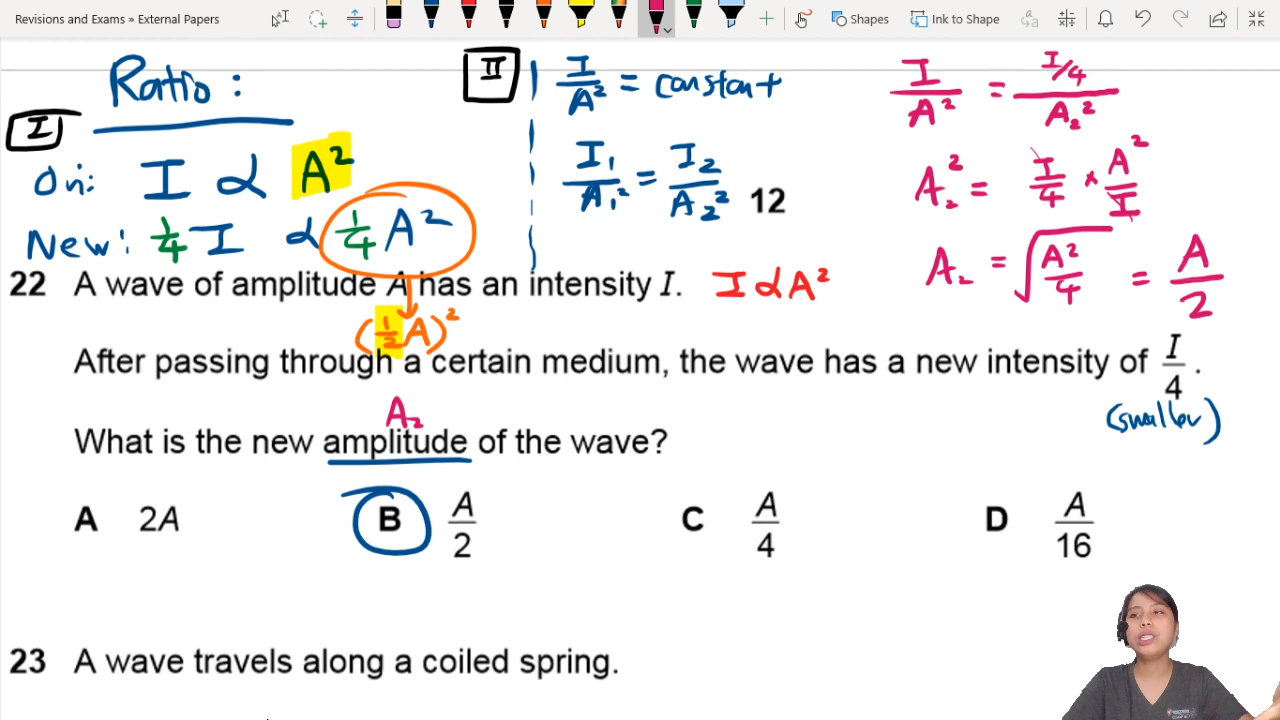 Revisions and Exams » External Papers
Shapes
Ink to Shape
Ratio :
I
Ori: I ∝ A²
New: ¼ I ∝ ¼ A²
(½ A)²
II
I/A² = constant
I₁/A₁² = I₂/A₂²
I/A² = (I/4)/A₂²
A₂² = I/4 × A²/I
A₂ = √(A²/4) = A/2
12
22 A wave of amplitude A has an intensity I. I ∝ A²
After passing through a certain medium, the wave has a new intensity of I/4.
(smaller)
A₂
What is the new amplitude of the wave?
A 2A B A/2 C A/4 D A/16
23 A wave travels along a coiled spring.